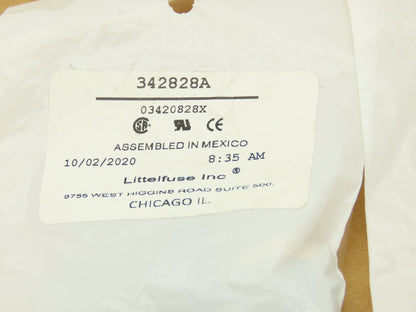 342828A
03420828X
ASSEMBLED IN MEXICO
10/02/2020 8:35 AM
Littelfuse Inc ®
8755 WEST HIGGINS ROAD SUITE 500.
CHICAGO IL.